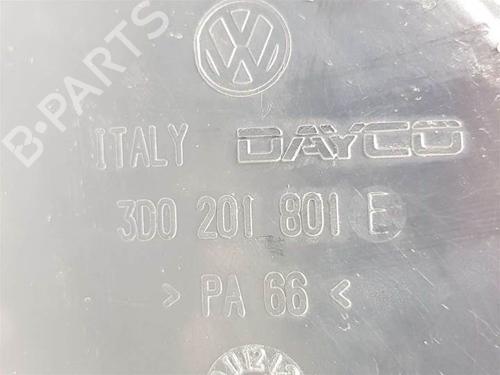 B-PARTS
ITALY DAYCO
3D0 201 801 E
> PA 66 <